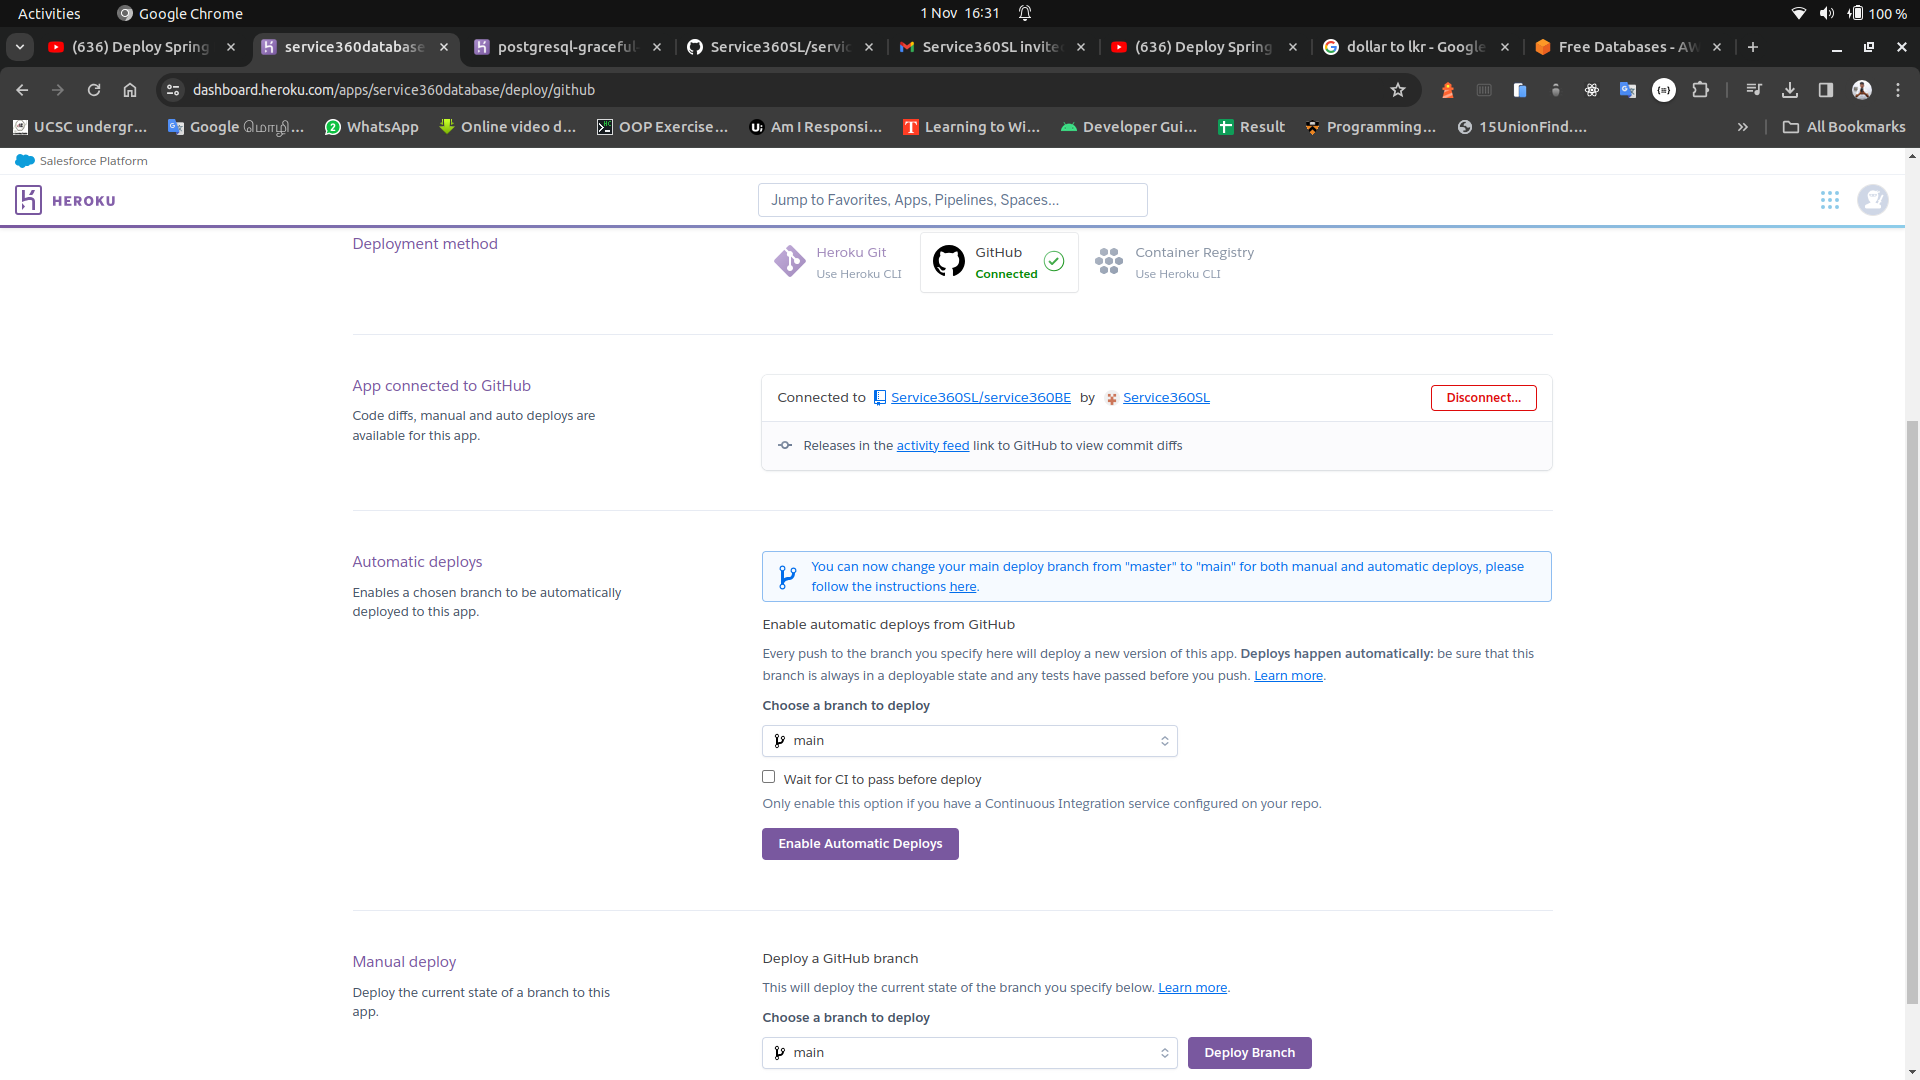 Activities Google Chrome 1 Nov 16:31 100 %
(636) Deploy Spring service360database postgresql-graceful- Service360SL/servic Service360SL invite (636) Deploy Spring dollar to lkr - Google Free Databases - AW
dashboard.heroku.com/apps/service360database/deploy/github
UCSC undergr... Google மொழி... WhatsApp Online video d... OOP Exercise... Am I Responsi... Learning to Wi... Developer Gui... Result Programming... 15UnionFind.... » All Bookmarks
Salesforce Platform
HEROKU Jump to Favorites, Apps, Pipelines, Spaces...
Deployment method
Heroku Git
Use Heroku CLI
GitHub
Connected
Container Registry
Use Heroku CLI
App connected to GitHub
Code diffs, manual and auto deploys are
available for this app.
Connected to Service360SL/service360BE by Service360SL Disconnect...
Releases in the activity feed link to GitHub to view commit diffs
Automatic deploys
Enables a chosen branch to be automatically
deployed to this app.
You can now change your main deploy branch from "master" to "main" for both manual and automatic deploys, please
follow the instructions here.
Enable automatic deploys from GitHub
Every push to the branch you specify here will deploy a new version of this app. Deploys happen automatically: be sure that this
branch is always in a deployable state and any tests have passed before you push. Learn more.
Choose a branch to deploy
main
Wait for CI to pass before deploy
Only enable this option if you have a Continuous Integration service configured on your repo.
Enable Automatic Deploys
Manual deploy
Deploy the current state of a branch to this
app.
Deploy a GitHub branch
This will deploy the current state of the branch you specify below. Learn more.
Choose a branch to deploy
main Deploy Branch